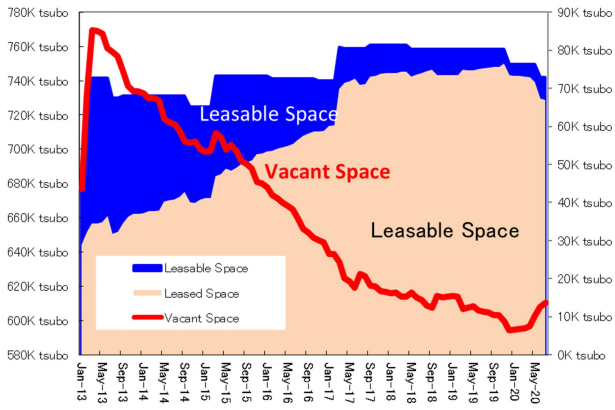 780K tsubo
760K tsubo
740K tsubo
720K tsubo
700K tsubo
680K tsubo
660K tsubo
640K tsubo
620K tsubo
600K tsubo
580K tsubo
90K tsubo
80K tsubo
70K tsubo
60K tsubo
50K tsubo
40K tsubo
30K tsubo
20K tsubo
10K tsubo
0K tsubo
Leasable Space
Vacant Space
Leasable Space
Leasable Space
Leased Space
Vacant Space
Jan-13
May-13
Sep-13
Jan-14
May-14
Sep-14
Jan-15
May-15
Sep-15
Jan-16
May-16
Sep-16
Jan-17
May-17
Sep-17
Jan-18
May-18
Sep-18
Jan-19
May-19
Sep-19
Jan-20
May-20